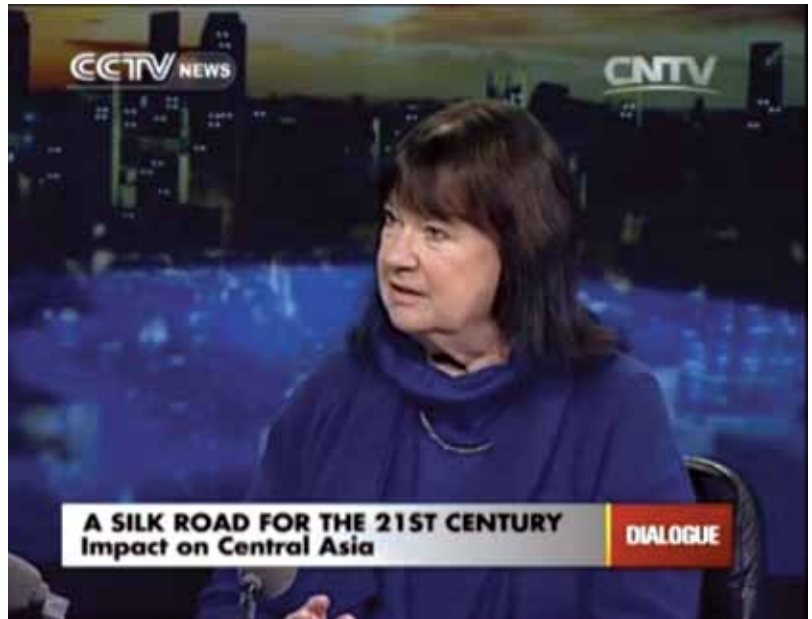 CCTV NEWS
CNTV
A SILK ROAD FOR THE 21ST CENTURY
Impact on Central Asia
DIALOGUE